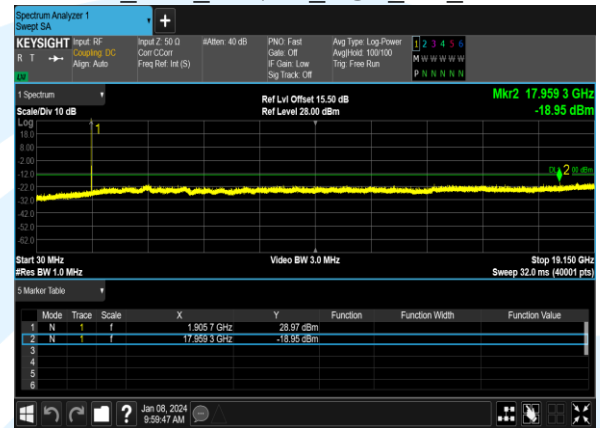 Spectrum Analyzer 1
Swept SA
KEYSIGHT
R T
Input: RF
Coupling: DC
Align: Auto
Input Z: 50 Ω
Corr CCorr
Freq Ref: Int (S)
#Atten: 40 dB
PNO: Fast
Gate: Off
IF Gain: Low
Sig Track: Off
Avg Type: Log-Power
Avg|Hold: 100/100
Trig: Free Run
1 2 3 4 5 6
M W W W W W
P N N N N N
1 Spectrum
Scale/Div 10 dB
Log
Ref Lvl Offset 15.50 dB
Ref Level 28.00 dBm
Mkr2 17.959 3 GHz
-18.95 dBm
18.0
8.00
-2.00
-12.0
-22.0
-32.0
-42.0
-52.0
-62.0
1
2
Start 30 MHz
#Res BW 1.0 MHz
Video BW 3.0 MHz
Stop 19.150 GHz
Sweep 32.0 ms (40001 pts)
5 Marker Table
Mode Trace Scale X Y Function Function Width Function Value
1 N 1 f 1.905 7 GHz 28.97 dBm
2 N 1 f 17.959 3 GHz -18.95 dBm
3
4
5
6
?
Jan 08, 2024
9:59:47 AM